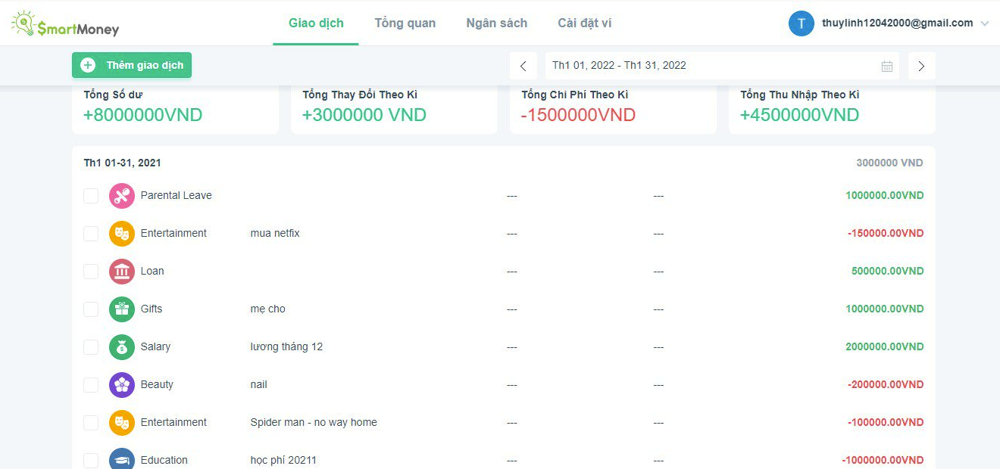 $martMoney
Giao dịch Tổng quan Ngân sách Cài đặt ví
T thuylinh12042000@gmail.com
Thêm giao dịch
Th1 01, 2022 - Th1 31, 2022
Tổng Số dư Tổng Thay Đổi Theo Kì Tổng Chi Phí Theo Kì Tổng Thu Nhập Theo Kì
+8000000VND +3000000 VND -1500000VND +4500000VND
Th1 01-31, 2021 3000000 VND
Parental Leave --- --- 1000000.00VND
Entertainment mua netfix --- --- -150000.00VND
Loan --- --- 500000.00VND
Gifts mẹ cho --- --- 1000000.00VND
Salary lương tháng 12 --- --- 2000000.00VND
Beauty nail --- --- -200000.00VND
Entertainment Spider man - no way home --- --- -100000.00VND
Education học phí 20211 --- --- -1000000.00VND